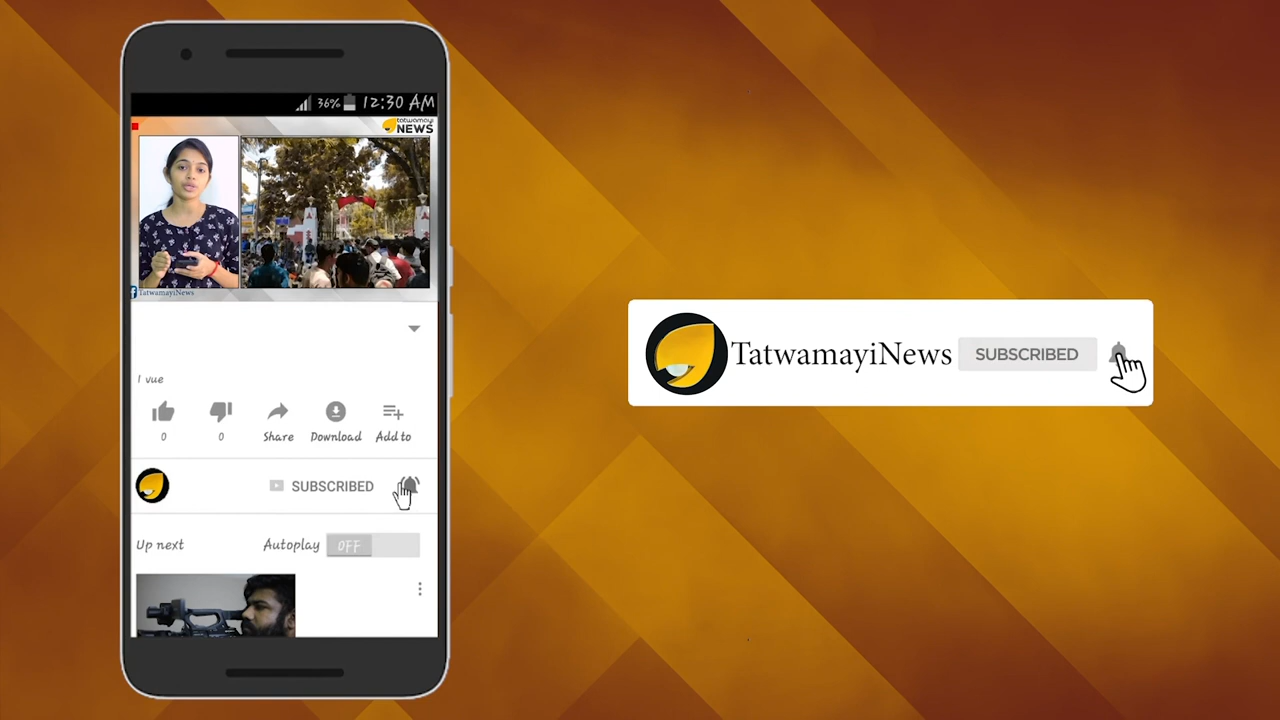 36% 12:30 AM
tatwamayi
NEWS
TatwamayiNews
1 vue
0 0 Share Download Add to
SUBSCRIBED
Up next Autoplay OFF
TatwamayiNews SUBSCRIBED